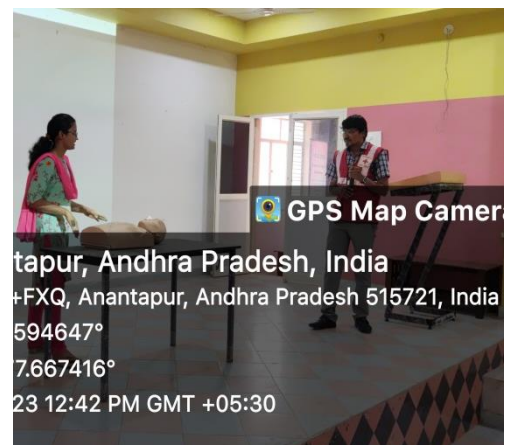 GPS Map Camer
tapur, Andhra Pradesh, India
+FXQ, Anantapur, Andhra Pradesh 515721, India
594647°
7.667416°
23 12:42 PM GMT +05:30